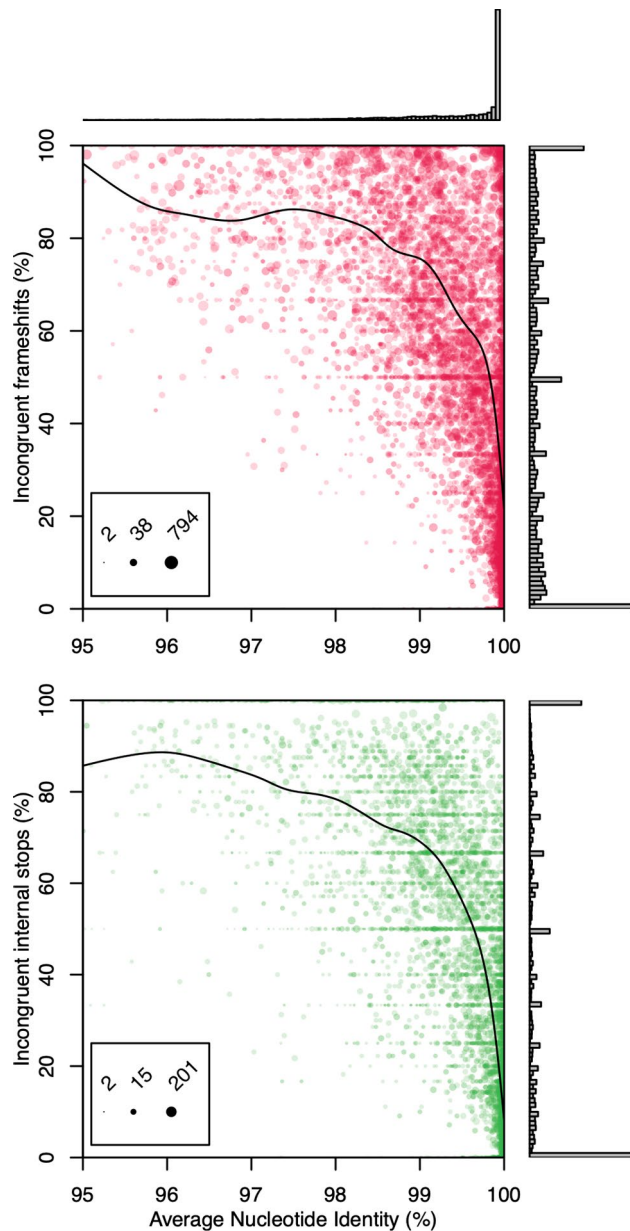 Incongruent frameshifts (%)
100
80
60
40
20
0
2 38 794
95 96 97 98 99 100
Incongruent internal stops (%)
100
80
60
40
20
0
2 15 201
95 96 97 98 99 100
Average Nucleotide Identity (%)